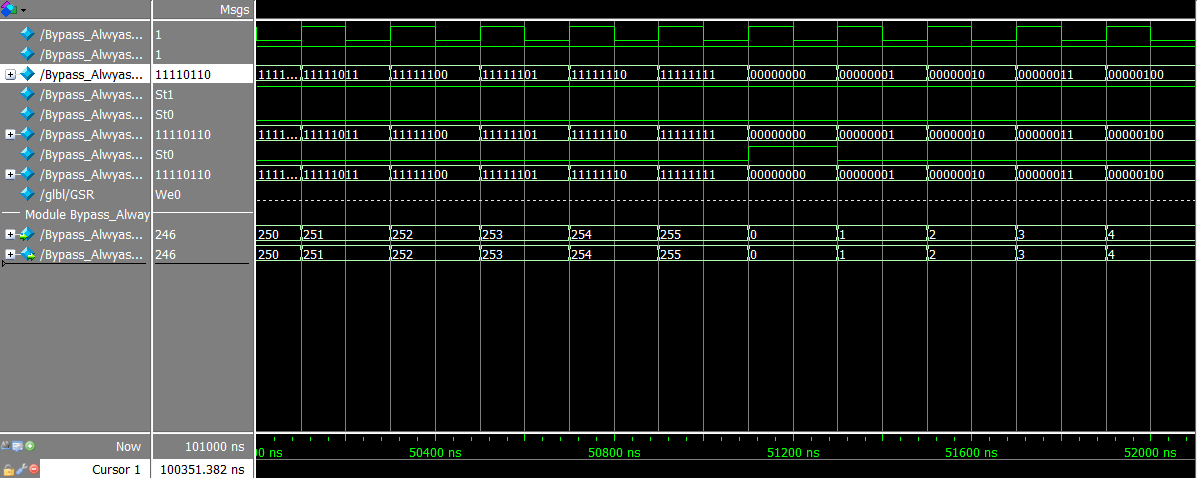 Msgs
/Bypass_Alwyas... 1
/Bypass_Alwyas... 1
/Bypass_Alwyas... 11110110 1111... 11111011 11111100 11111101 11111110 11111111 00000000 00000001 00000010 00000011 00000100
/Bypass_Alwyas... St1
/Bypass_Alwyas... St0
/Bypass_Alwyas... 11110110 1111... 11111011 11111100 11111101 11111110 11111111 00000000 00000001 00000010 00000011 00000100
/Bypass_Alwyas... St0
/Bypass_Alwyas... 11110110 1111... 11111011 11111100 11111101 11111110 11111111 00000000 00000001 00000010 00000011 00000100
/glbl/GSR We0
Module Bypass_Alway
/Bypass_Alwyas... 246 250 251 252 253 254 255 0 1 2 3 4
/Bypass_Alwyas... 246 250 251 252 253 254 255 0 1 2 3 4
Now 101000 ns 00 ns 50400 ns 50800 ns 51200 ns 51600 ns 52000 ns
Cursor 1 100351.382 ns